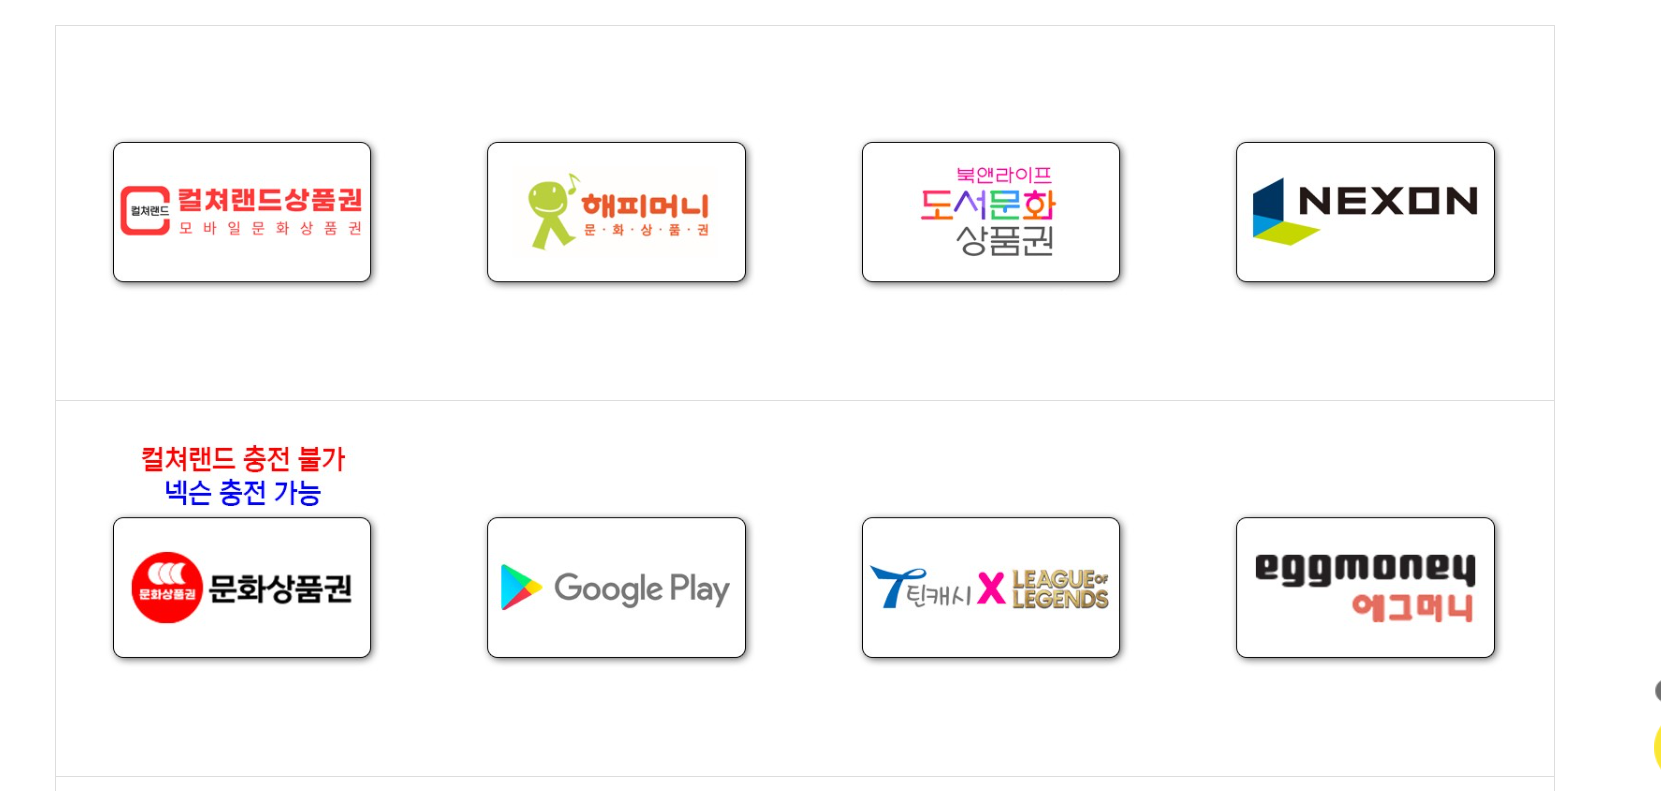 컬쳐랜드
컬쳐랜드상품권
모바일문화상품권
해피머니
문·화·상·품·권
북앤라이프
도서문화
상품권
NEXON
컬쳐랜드 충전 불가
넥슨 충전 가능
문화상품권
문화상품권
Google Play
틴캐시 X LEAGUE OF
LEGENDS
eggmoney
에그머니